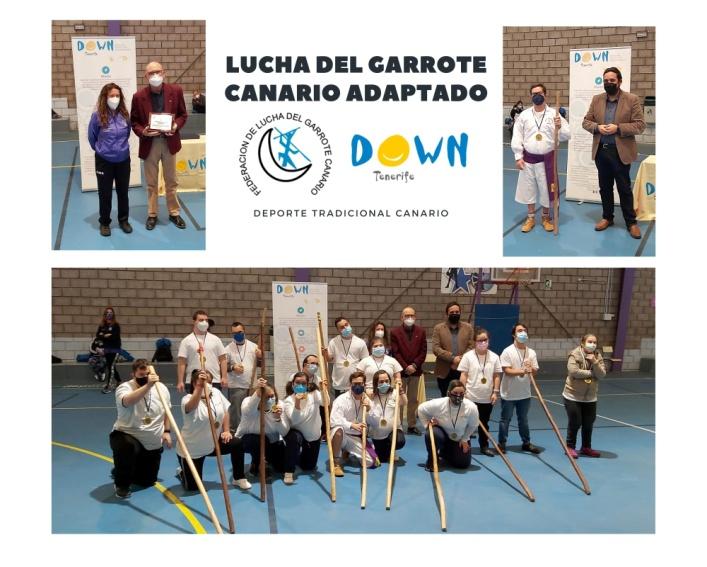 DOWN
Tenerife
DOWN
LUCHA DEL GARROTE
CANARIO ADAPTADO
FEDERACION DE LUCHA DEL GARROTE CANARIO
DOWN
Tenerife
DEPORTE TRADICIONAL CANARIO
DOWN
Tenerife
DOWN